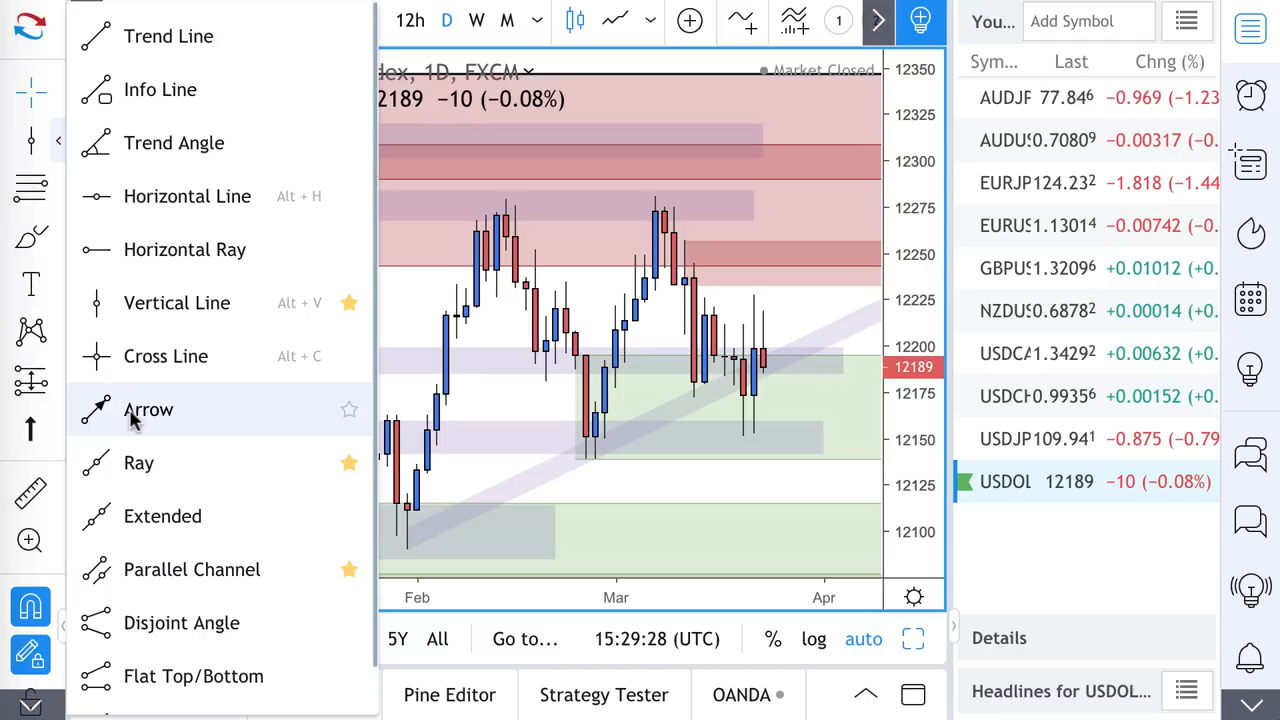 Trend Line
Info Line
Trend Angle
Horizontal Line Alt + H
Horizontal Ray
Vertical Line Alt + V
Cross Line Alt + C
Arrow
Ray
Extended
Parallel Channel
Disjoint Angle
Flat Top/Bottom
12h D W M
1
dex, 1D, FXCM
Market Closed
2189 −10 (−0.08%)
12350
12325
12300
12275
12250
12225
12200
12189
12175
12150
12125
12100
Feb Mar Apr
5Y All Go to... 15:29:28 (UTC) % log auto
Pine Editor Strategy Tester OANDA
You... Add Symbol
Sym... Last Chng (%)
AUDJF 77.846 −0.969 (−1.23
AUDUS 0.70809 −0.00317 (−0.
EURJP 124.232 −1.818 (−1.44
EURUS 1.13014 −0.00742 (−0.
GBPUS 1.32096 +0.01012 (+0.
NZDUS 0.68782 +0.00014 (+0.
USDCA 1.34292 +0.00632 (+0.
USDCH 0.99356 +0.00152 (+0.
USDJP 109.941 −0.875 (−0.79
USDOL 12189 −10 (−0.08%)
Details
Headlines for USDOL...